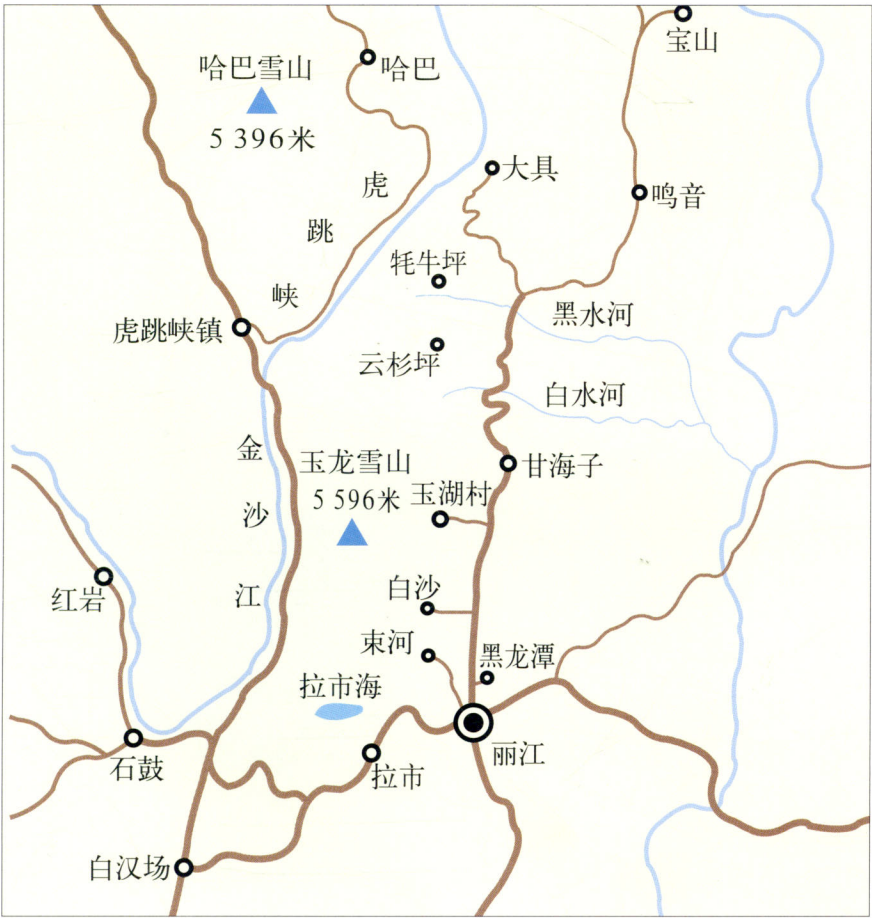 宝山
哈巴雪山
哈巴
5 396米
大具
虎
跳
峡
鸣音
牦牛坪
黑水河
虎跳峡镇
云杉坪
白水河
金
沙
江
玉龙雪山
甘海子
5 596米
玉湖村
红岩
白沙
束河
黑龙潭
拉市海
丽江
石鼓
拉市
白汉场